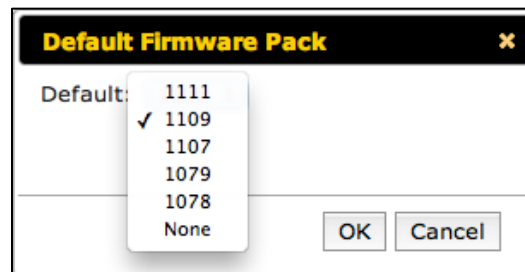 Default Firmware Pack ×
Default:
1111
✓ 1109
1107
1079
1078
None
OK Cancel